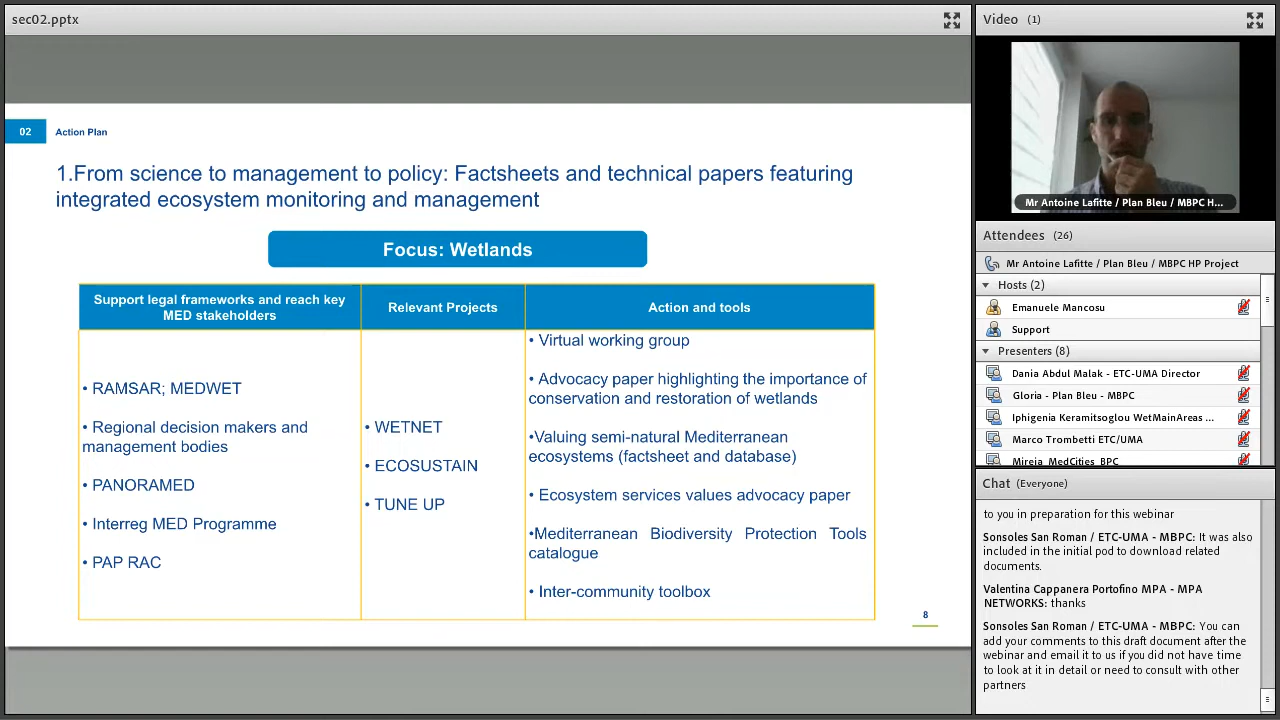 sec02.pptx
02
Action Plan
1.From science to management to policy: Factsheets and technical papers featuring
integrated ecosystem monitoring and management
Focus: Wetlands
Support legal frameworks and reach key
MED stakeholders
• RAMSAR; MEDWET
• Regional decision makers and
management bodies
• PANORAMED
• Interreg MED Programme
• PAP RAC
Relevant Projects
• WETNET
• ECOSUSTAIN
• TUNE UP
Action and tools
• Virtual working group
• Advocacy paper highlighting the importance of
conservation and restoration of wetlands
•Valuing semi-natural Mediterranean
ecosystems (factsheet and database)
• Ecosystem services values advocacy paper
•Mediterranean Biodiversity Protection Tools
catalogue
• Inter-community toolbox
8
Video (1)
Mr Antoine Lafitte / Plan Bleu / MBPC H...
Attendees (26)
Mr Antoine Lafitte / Plan Bleu / MBPC HP Project
Hosts (2)
Emanuele Mancosu
Support
Presenters (8)
Dania Abdul Malak - ETC-UMA Director
Gloria - Plan Bleu - MBPC
Iphigenia Keramitsoglou WetMainAreas ...
Marco Trombetti ETC/UMA
Mireia_MedCities_BPC
Chat (Everyone)
to you in preparation for this webinar
Sonsoles San Roman / ETC-UMA - MBPC: It was also
included in the initial pod to download related
documents.
Valentina Cappanera Portofino MPA - MPA
NETWORKS: thanks
Sonsoles San Roman / ETC-UMA - MBPC: You can
add your comments to this draft document after the
webinar and email it to us if you did not have time
to look at it in detail or need to consult with other
partners